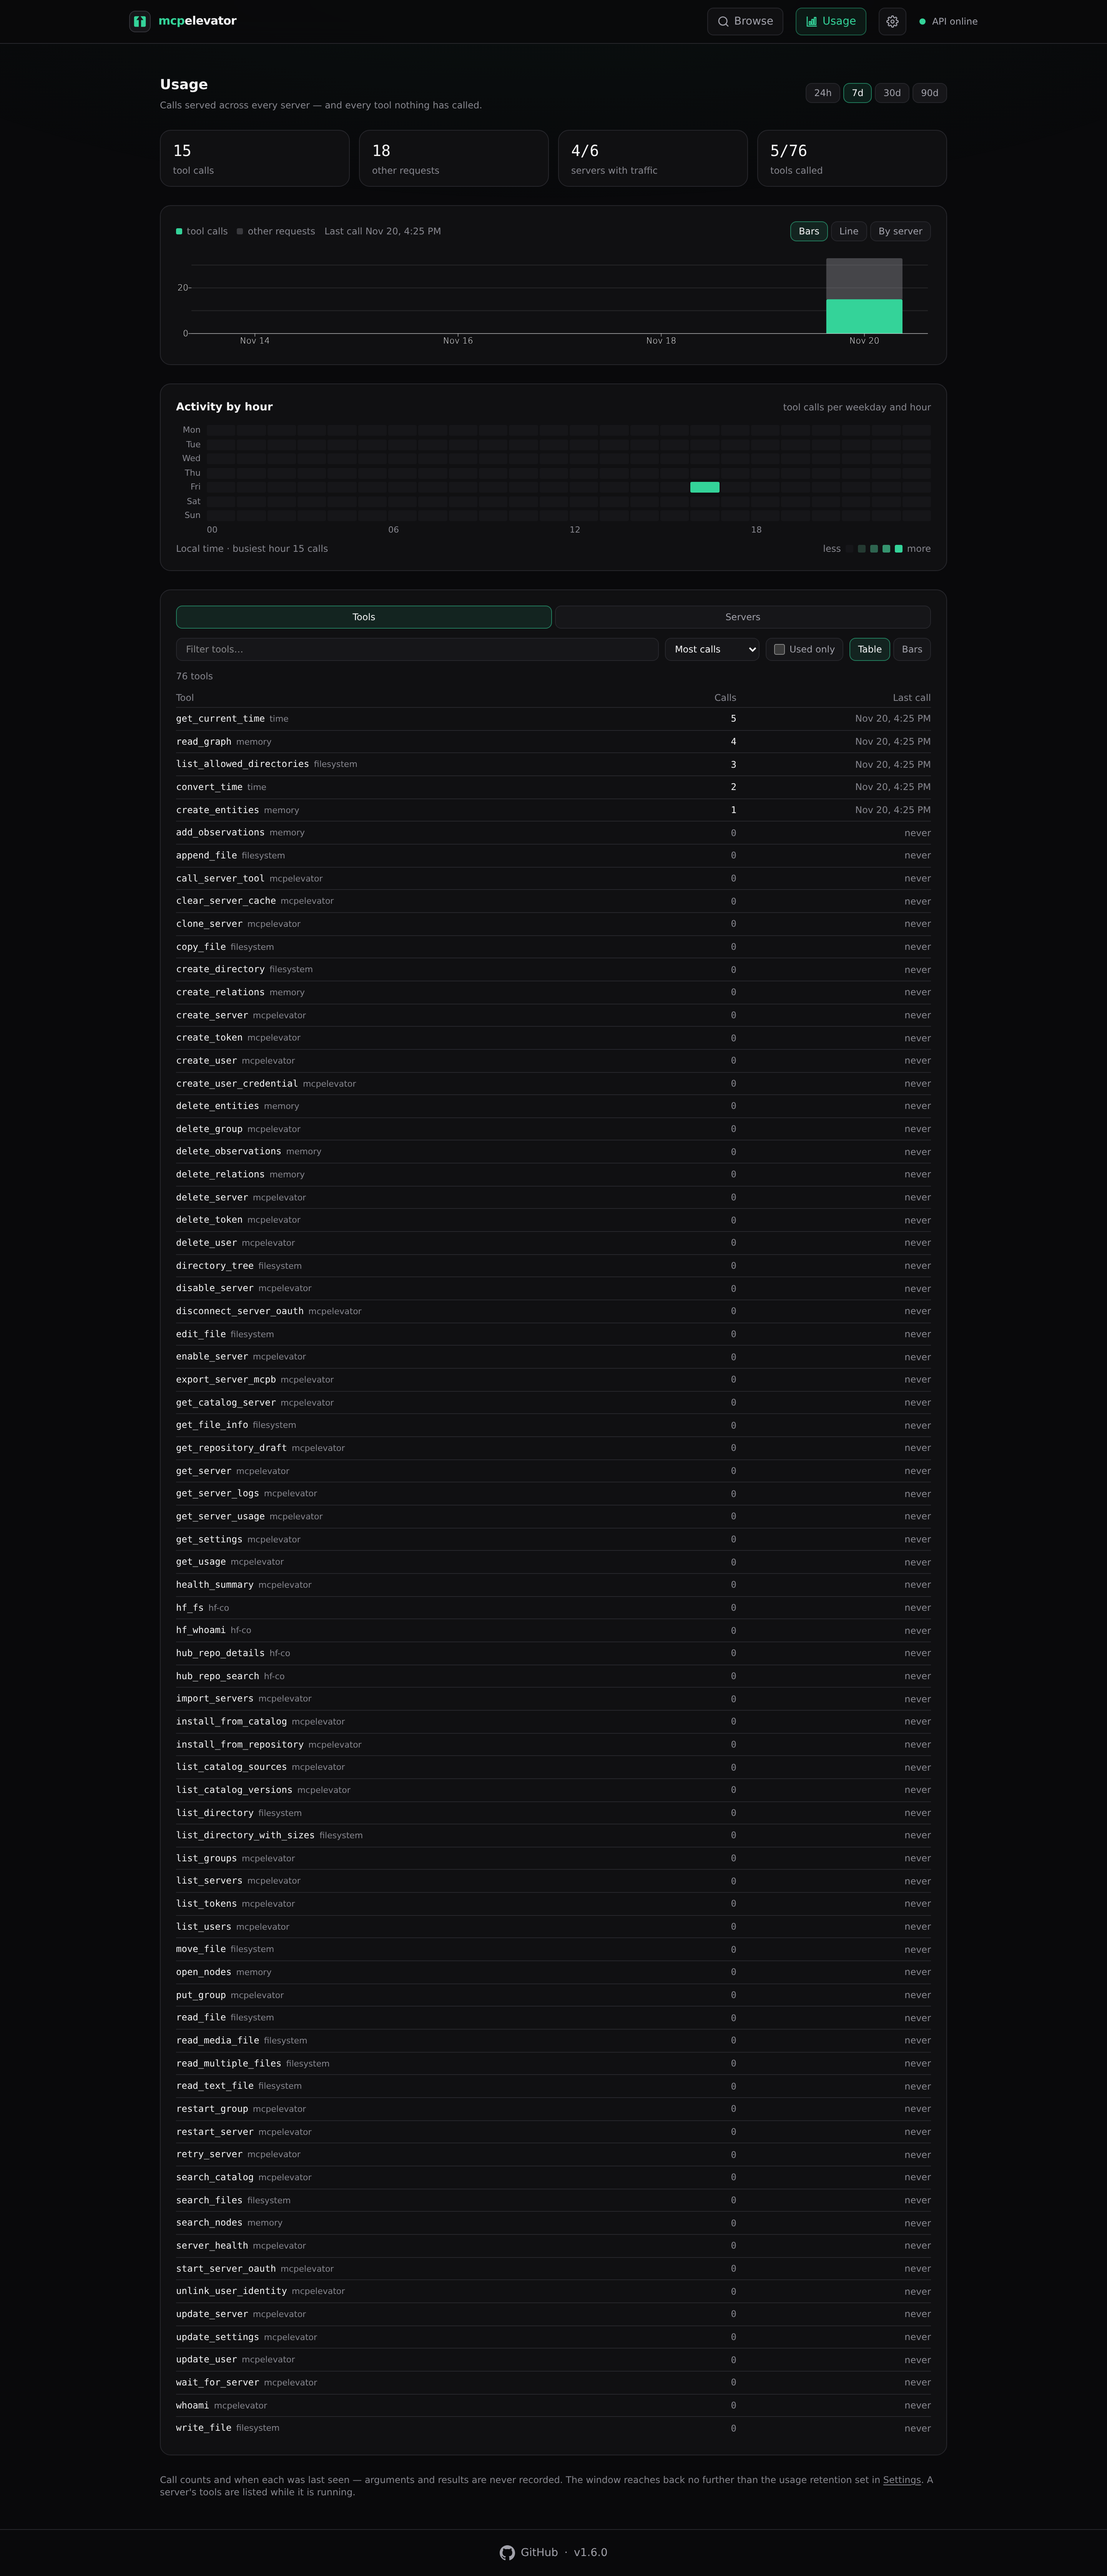 mcpelevator
Browse
Usage
API online
Usage
Calls served across every server — and every tool nothing has called.
24h 7d 30d 90d
15
tool calls
18
other requests
4/6
servers with traffic
5/76
tools called
tool calls other requests Last call Nov 20, 4:25 PM
Bars Line By server
20
0
Nov 14 Nov 16 Nov 18 Nov 20
Activity by hour
tool calls per weekday and hour
Mon
Tue
Wed
Thu
Fri
Sat
Sun
00 06 12 18
Local time · busiest hour 15 calls
less more
Tools Servers
Filter tools… Most calls Used only Table Bars
76 tools
Tool Calls Last call
get_current_time time 5 Nov 20, 4:25 PM
read_graph memory 4 Nov 20, 4:25 PM
list_allowed_directories filesystem 3 Nov 20, 4:25 PM
convert_time time 2 Nov 20, 4:25 PM
create_entities memory 1 Nov 20, 4:25 PM
add_observations memory 0 never
append_file filesystem 0 never
call_server_tool mcpelevator 0 never
clear_server_cache mcpelevator 0 never
clone_server mcpelevator 0 never
copy_file filesystem 0 never
create_directory filesystem 0 never
create_relations memory 0 never
create_server mcpelevator 0 never
create_token mcpelevator 0 never
create_user mcpelevator 0 never
create_user_credential mcpelevator 0 never
delete_entities memory 0 never
delete_group mcpelevator 0 never
delete_observations memory 0 never
delete_relations memory 0 never
delete_server mcpelevator 0 never
delete_token mcpelevator 0 never
delete_user mcpelevator 0 never
directory_tree filesystem 0 never
disable_server mcpelevator 0 never
disconnect_server_oauth mcpelevator 0 never
edit_file filesystem 0 never
enable_server mcpelevator 0 never
export_server_mcpb mcpelevator 0 never
get_catalog_server mcpelevator 0 never
get_file_info filesystem 0 never
get_repository_draft mcpelevator 0 never
get_server mcpelevator 0 never
get_server_logs mcpelevator 0 never
get_server_usage mcpelevator 0 never
get_settings mcpelevator 0 never
get_usage mcpelevator 0 never
health_summary mcpelevator 0 never
hf_fs hf-co 0 never
hf_whoami hf-co 0 never
hub_repo_details hf-co 0 never
hub_repo_search hf-co 0 never
import_servers mcpelevator 0 never
install_from_catalog mcpelevator 0 never
install_from_repository mcpelevator 0 never
list_catalog_sources mcpelevator 0 never
list_catalog_versions mcpelevator 0 never
list_directory filesystem 0 never
list_directory_with_sizes filesystem 0 never
list_groups mcpelevator 0 never
list_servers mcpelevator 0 never
list_tokens mcpelevator 0 never
list_users mcpelevator 0 never
move_file filesystem 0 never
open_nodes memory 0 never
put_group mcpelevator 0 never
read_file filesystem 0 never
read_media_file filesystem 0 never
read_multiple_files filesystem 0 never
read_text_file filesystem 0 never
restart_group mcpelevator 0 never
restart_server mcpelevator 0 never
retry_server mcpelevator 0 never
search_catalog mcpelevator 0 never
search_files filesystem 0 never
search_nodes memory 0 never
server_health mcpelevator 0 never
start_server_oauth mcpelevator 0 never
unlink_user_identity mcpelevator 0 never
update_server mcpelevator 0 never
update_settings mcpelevator 0 never
update_user mcpelevator 0 never
wait_for_server mcpelevator 0 never
whoami mcpelevator 0 never
write_file filesystem 0 never
Call counts and when each was last seen — arguments and results are never recorded. The window reaches back no further than the usage retention set in Settings. A
server's tools are listed while it is running.
GitHub · v1.6.0